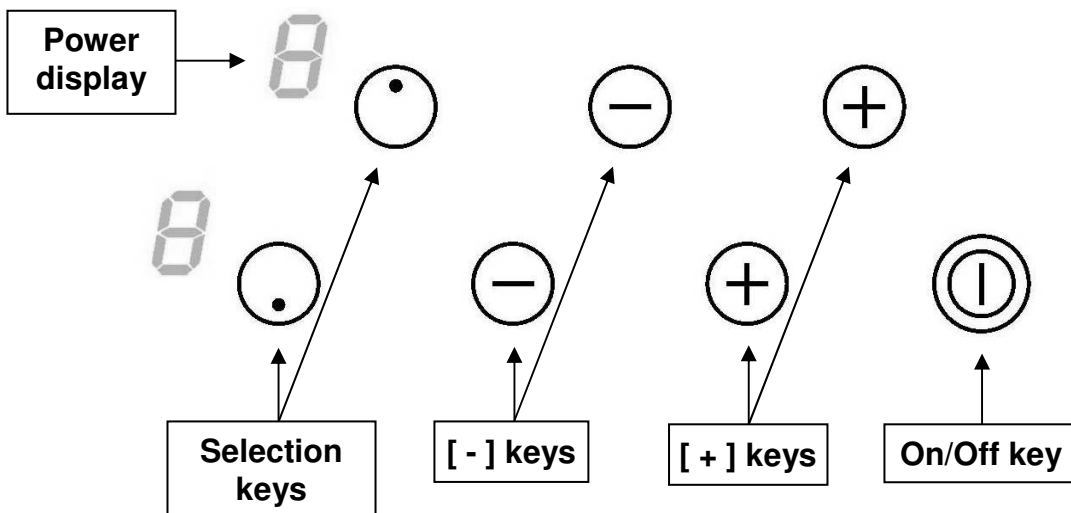 Power
display
Selection
keys
[ - ] keys
[ + ] keys
On/Off key